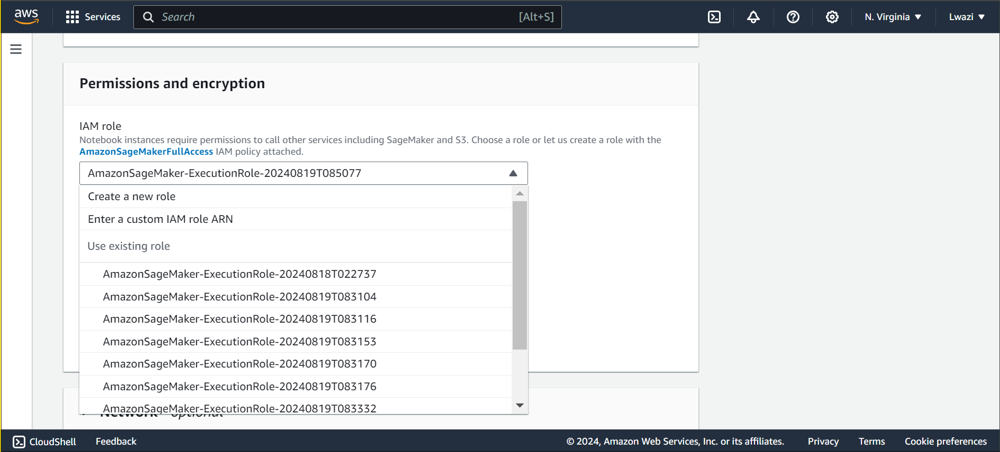 aws Services Search [Alt+S] N. Virginia Lwazi
Permissions and encryption
IAM role
Notebook instances require permissions to call other services including SageMaker and S3. Choose a role or let us create a role with the
AmazonSageMakerFullAccess IAM policy attached.
AmazonSageMaker-ExecutionRole-20240819T085077
Create a new role
Enter a custom IAM role ARN
Use existing role
AmazonSageMaker-ExecutionRole-20240818T022737
AmazonSageMaker-ExecutionRole-20240819T083104
AmazonSageMaker-ExecutionRole-20240819T083116
AmazonSageMaker-ExecutionRole-20240819T083153
AmazonSageMaker-ExecutionRole-20240819T083170
AmazonSageMaker-ExecutionRole-20240819T083176
AmazonSageMaker-ExecutionRole-20240819T083332
Network - optional
CloudShell Feedback © 2024, Amazon Web Services, Inc. or its affiliates. Privacy Terms Cookie preferences